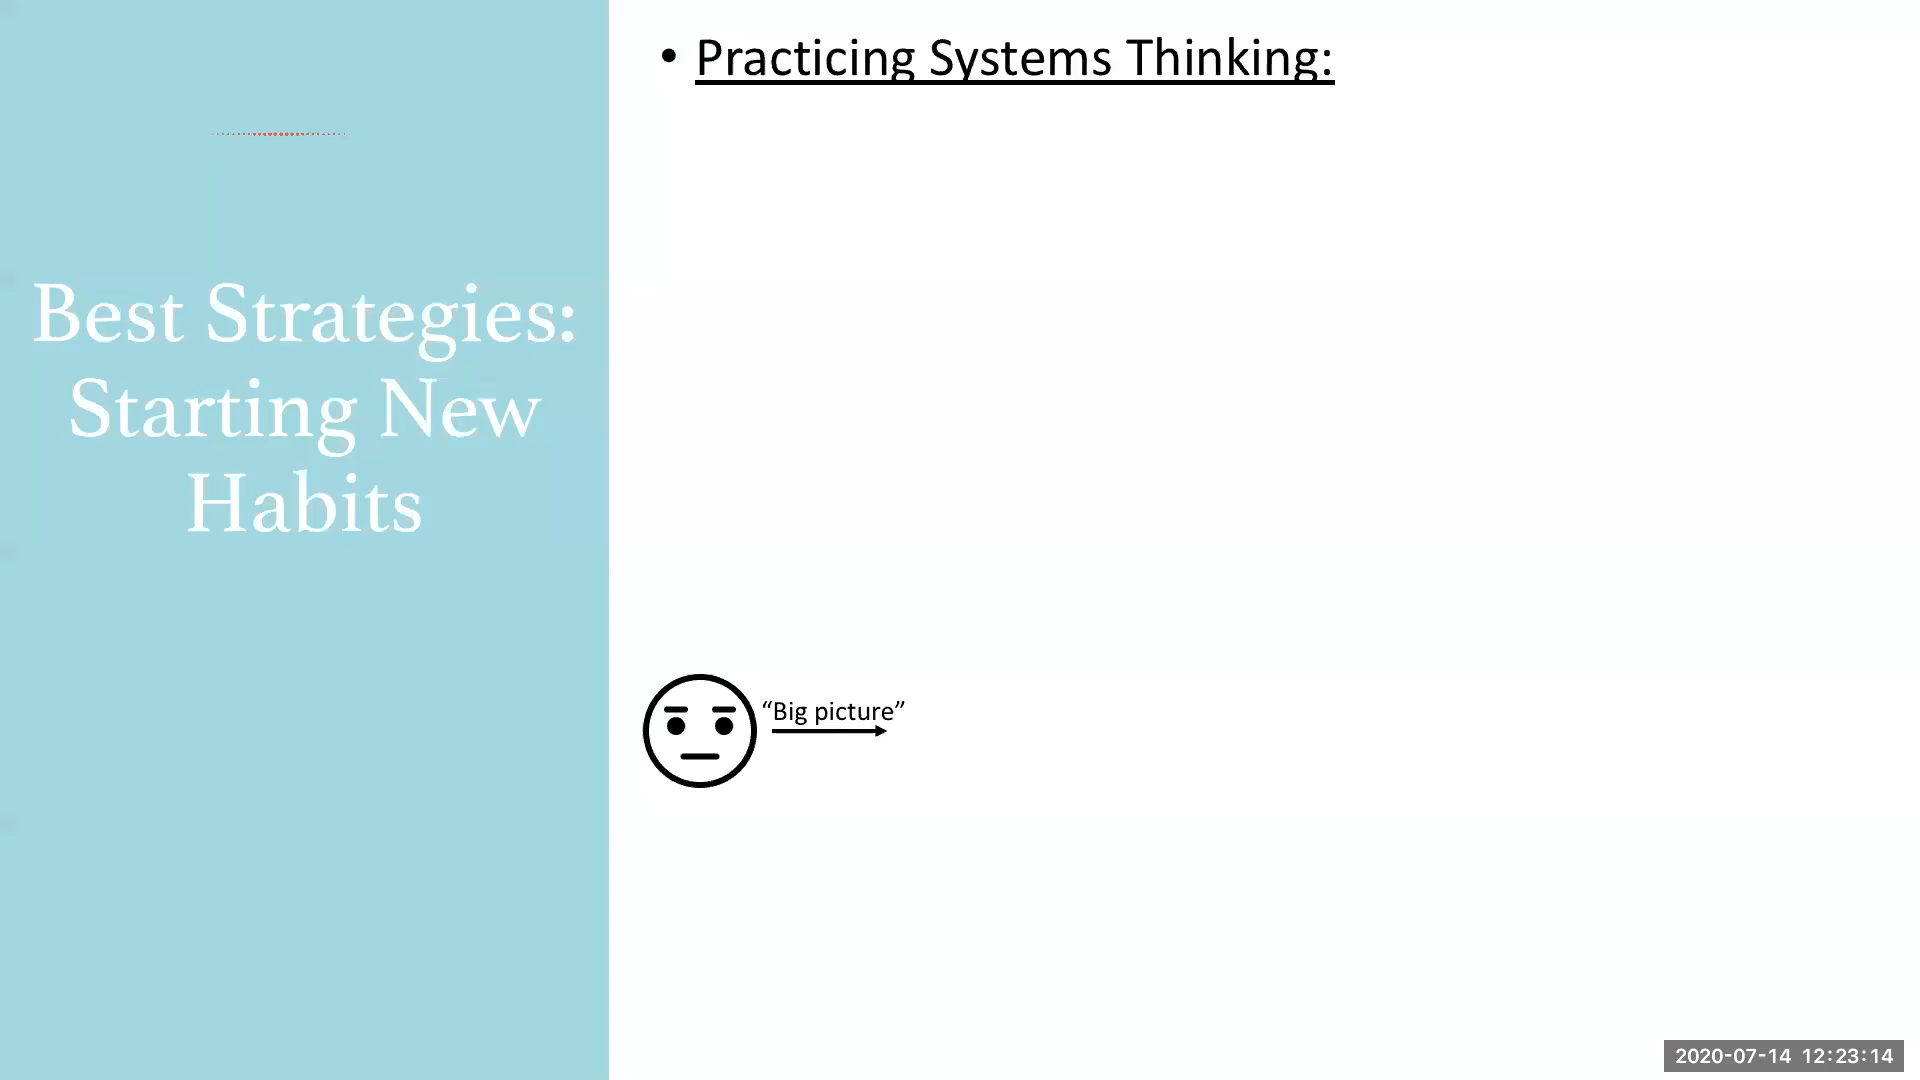 Best Strategies:
Starting New
Habits
• Practicing Systems Thinking:
“Big picture”
2020-07-14 12:23:14